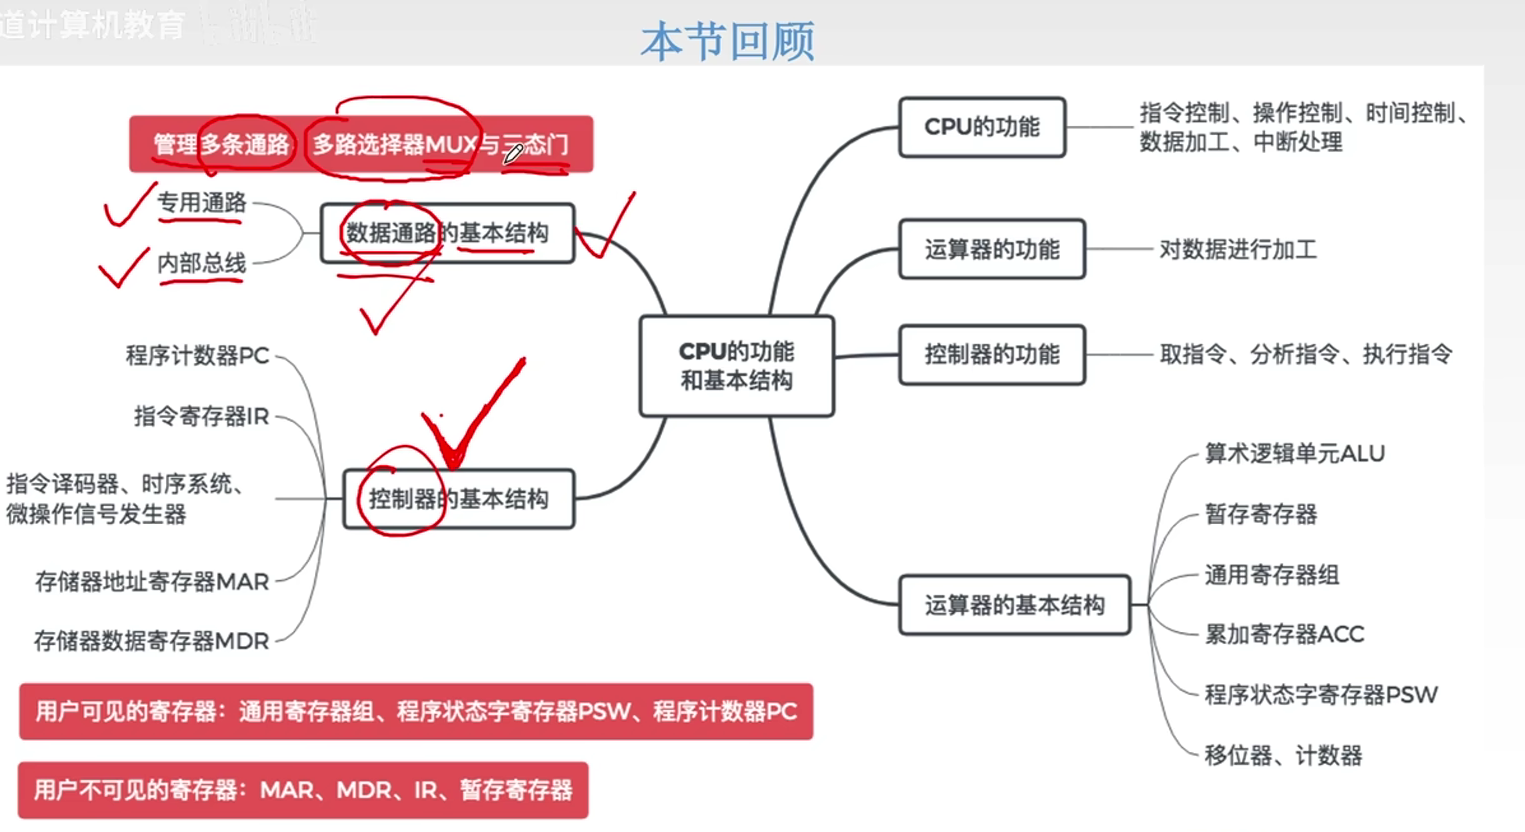 道计算机教育
本节回顾
管理多条通路 多路选择器MUX与三态门
专用通路
内部总线
数据通路的基本结构
程序计数器PC
指令寄存器IR
指令译码器、时序系统、
微操作信号发生器
存储器地址寄存器MAR
存储器数据寄存器MDR
控制器的基本结构
CPU的功能
和基本结构
CPU的功能
指令控制、操作控制、时间控制、
数据加工、中断处理
运算器的功能
对数据进行加工
控制器的功能
取指令、分析指令、执行指令
运算器的基本结构
算术逻辑单元ALU
暂存寄存器
通用寄存器组
累加寄存器ACC
程序状态字寄存器PSW
移位器、计数器
用户可见的寄存器：通用寄存器组、程序状态字寄存器PSW、程序计数器PC
用户不可见的寄存器：MAR、MDR、IR、暂存寄存器